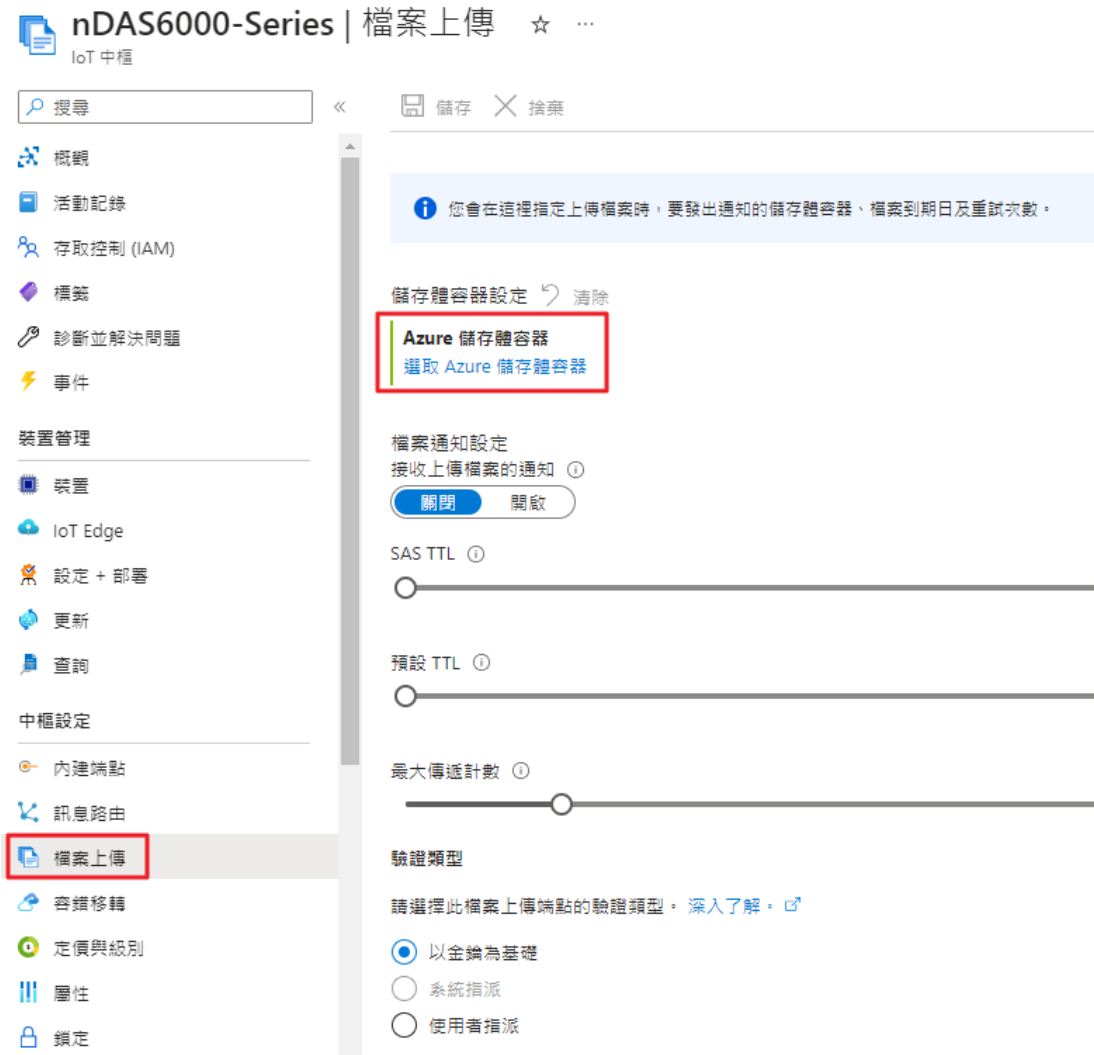 nDAS6000-Series | 檔案上傳
IoT 中樞
搜尋
概觀
活動記錄
存取控制 (IAM)
標籤
診斷並解決問題
事件
裝置管理
裝置
IoT Edge
設定 + 部署
更新
查詢
中樞設定
內建端點
訊息路由
檔案上傳
容錯移轉
定價與級別
屬性
鎖定
儲存 捨棄
您會在這裡指定上傳檔案時，要發出通知的儲存體容器、檔案到期日及重試次數。
儲存體容器設定 清除
Azure 儲存體容器
選取 Azure 儲存體容器
檔案通知設定
接收上傳檔案的通知
關閉 開啟
SAS TTL
預設 TTL
最大傳遞計數
驗證類型
請選擇此檔案上傳端點的驗證類型。 深入了解。
以金鑰為基礎
系統指派
使用者指派